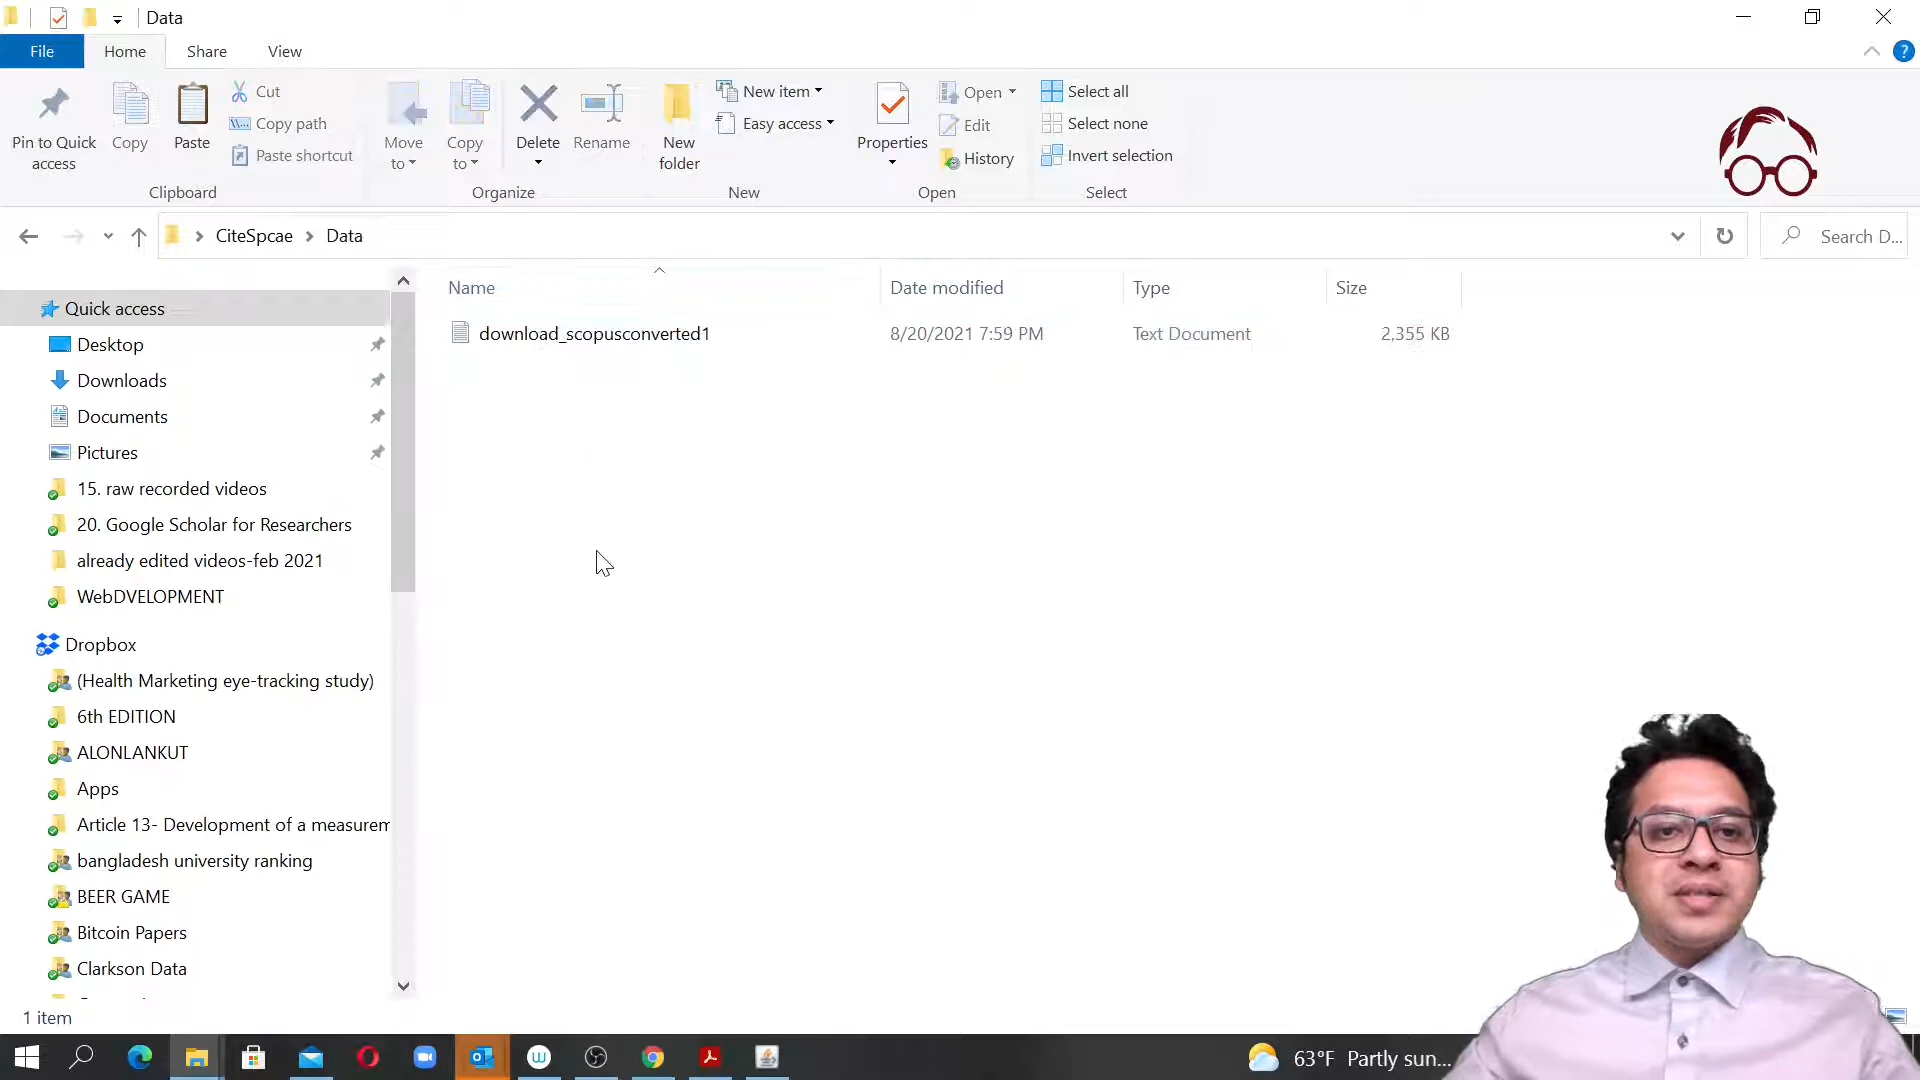 Data
File Home Share View
Pin to Quick access
Copy
Paste
Cut
Copy path
Paste shortcut
Clipboard
Move to
Copy to
Delete
Rename
Organize
New folder
New item
Easy access
New
Properties
Open
Edit
History
Open
Select all
Select none
Invert selection
Select
CiteSpcae Data
Search D...
Name Date modified Type Size
download_scopusconverted1 8/20/2021 7:59 PM Text Document 2,355 KB
Quick access
Desktop
Downloads
Documents
Pictures
15. raw recorded videos
20. Google Scholar for Researchers
already edited videos-feb 2021
WebDVELOPMENT
Dropbox
(Health Marketing eye-tracking study)
6th EDITION
ALONLANKUT
Apps
Article 13- Development of a measurem
bangladesh university ranking
BEER GAME
Bitcoin Papers
Clarkson Data
1 item
63°F Partly sun...